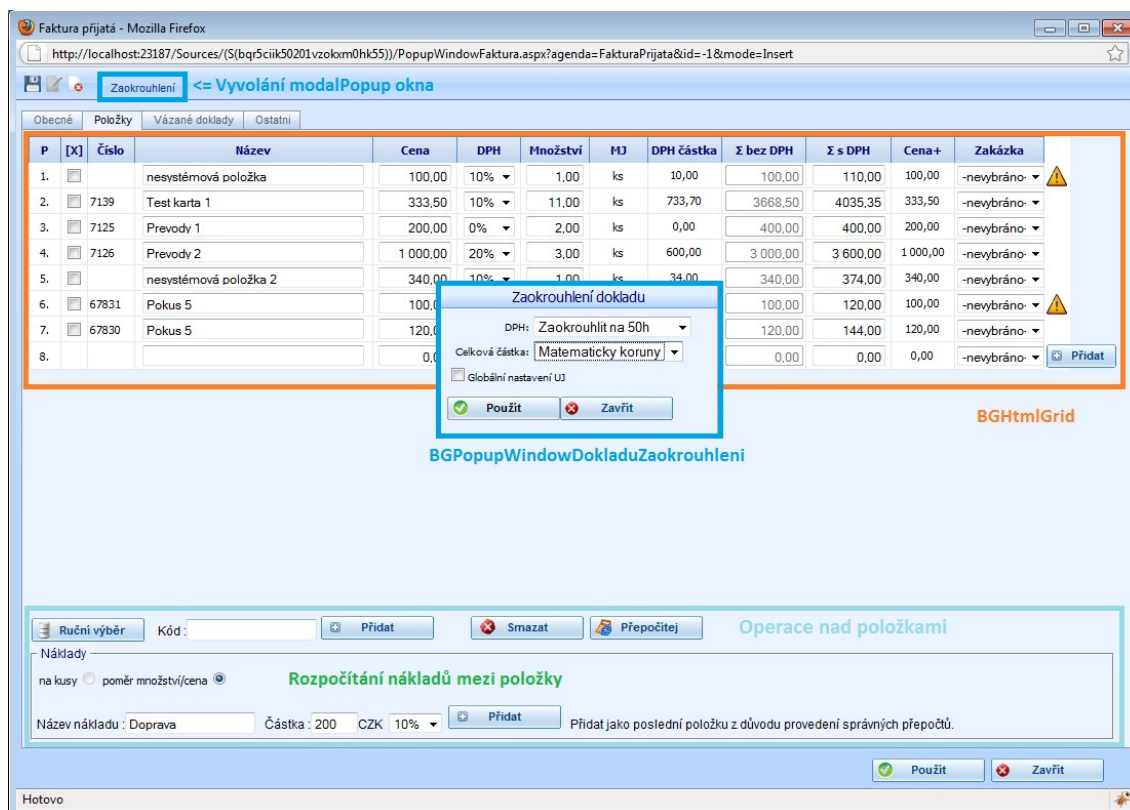 Faktura přijatá - Mozilla Firefox
http://localhost:23187/Sources/(S(bqr5ciik50201vzokxm0hk55))/PopupWindowFaktura.aspx?agenda=FakturaPrijata&id=-1&mode=Insert
Zaokrouhlení <= Vyvolání modalPopup okna
Obecné Položky Vázané doklady Ostatní
P [X] Číslo Název Cena DPH Množství MJ DPH částka Σ bez DPH Σ s DPH Cena+ Zakázka
1. nesystémová položka 100,00 10% 1,00 ks 10,00 100,00 110,00 100,00 -nevybráno-
2. 7139 Test karta 1 333,50 10% 11,00 ks 733,70 3668,50 4035,35 333,50 -nevybráno-
3. 7125 Prevody 1 200,00 0% 2,00 ks 0,00 400,00 400,00 200,00 -nevybráno-
4. 7126 Prevody 2 1 000,00 20% 3,00 ks 600,00 3 000,00 3 600,00 1 000,00 -nevybráno-
5. nesystémová položka 2 340,00 10% 1,00 ks 34,00 340,00 374,00 340,00 -nevybráno-
6. 67831 Pokus 5 100,0 100,00 120,00 100,00 -nevybráno-
7. 67830 Pokus 5 120,0 120,00 144,00 120,00 -nevybráno-
8. 0,0 0,00 0,00 0,00 -nevybráno- Přidat
Zaokrouhlení dokladu
DPH: Zaokrouhlit na 50h
Celková částka: Matematicky koruny
Globální nastavení UJ
Použít Zavřít
BGHtmlGrid
BGPopupWindowDokladuZaokrouhleni
Ruční výběr Kód : Přidat Smazat Přepočítej Operace nad položkami
Náklady
na kusy poměr množství/cena Rozpočítání nákladů mezi položky
Název nákladu : Doprava Částka : 200 CZK 10% Přidat Přidat jako poslední položku z důvodu provedení správných přepočtů.
Použít Zavřít
Hotovo